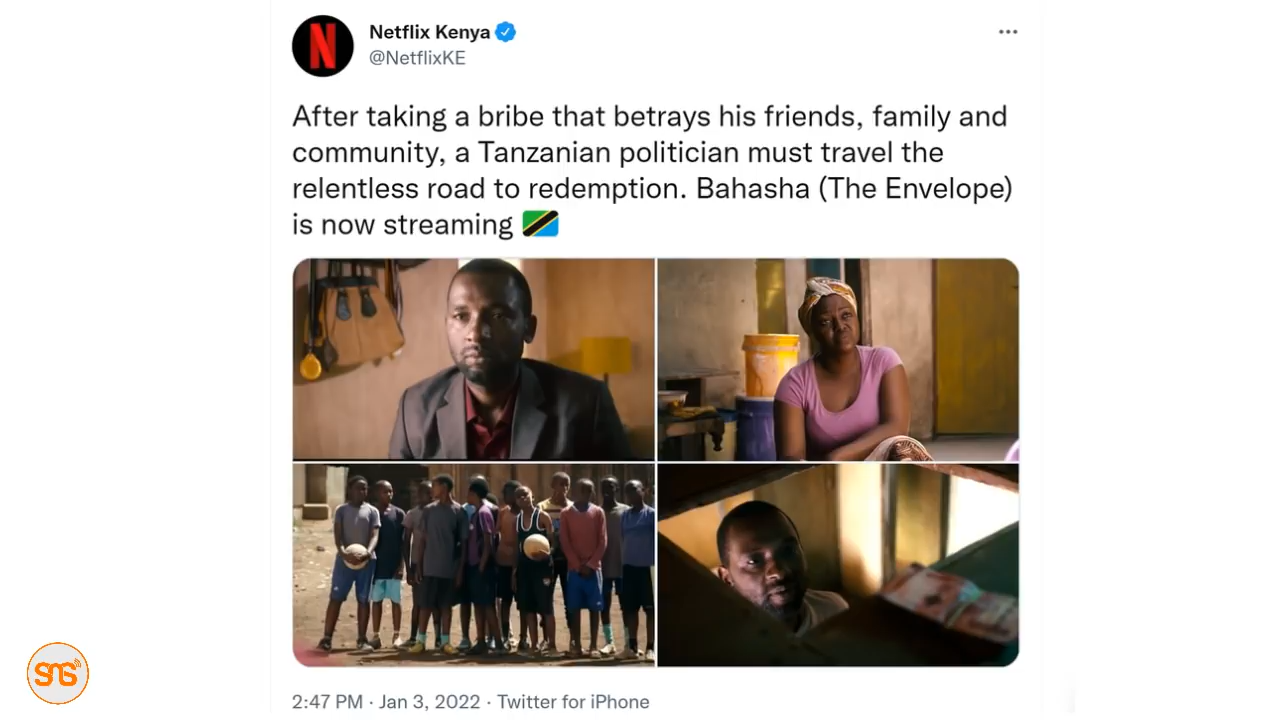 Netflix Kenya
@NetflixKE
After taking a bribe that betrays his friends, family and
community, a Tanzanian politician must travel the
relentless road to redemption. Bahasha (The Envelope)
is now streaming 🇹🇿
2:47 PM · Jan 3, 2022 · Twitter for iPhone
SNS